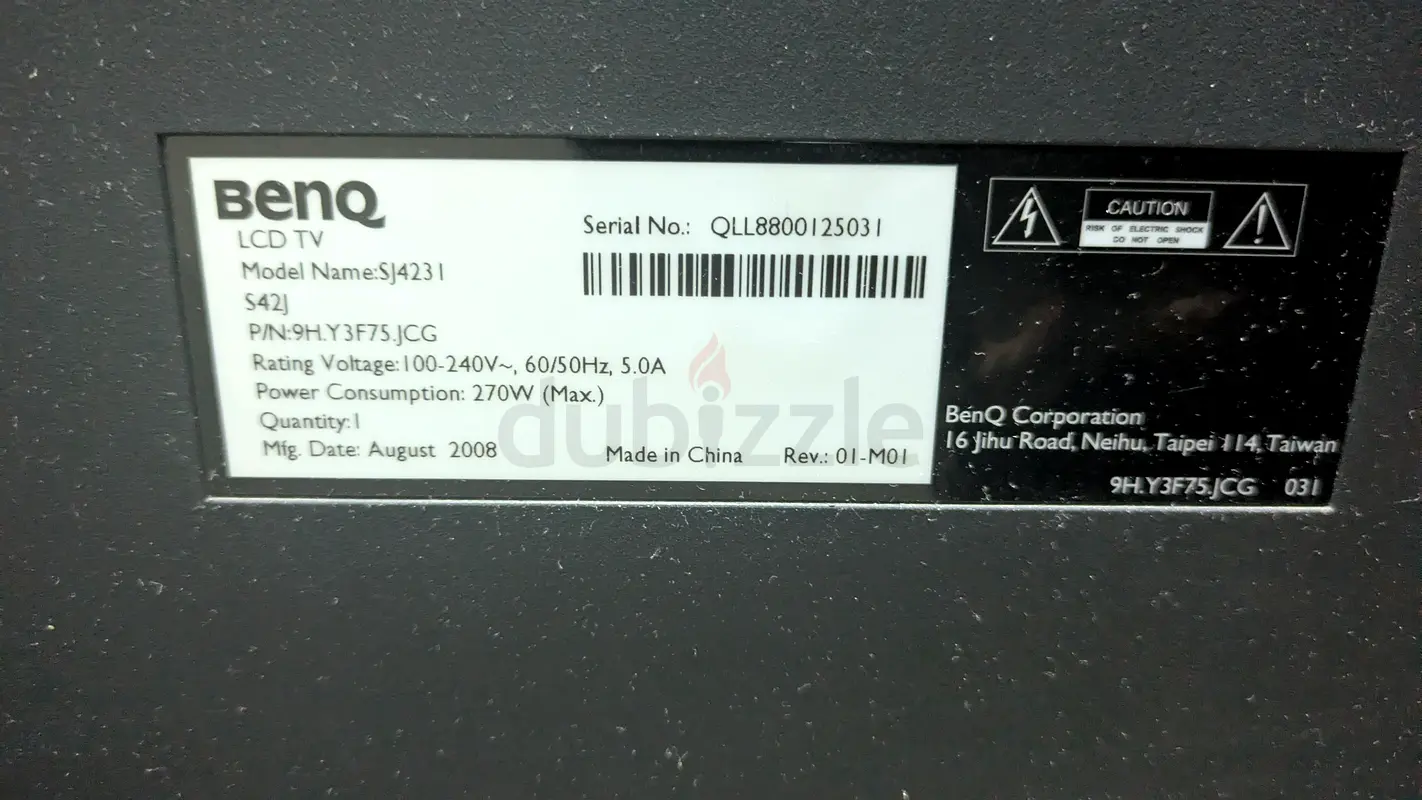 BenQ
LCD TV
Model Name:SJ4231
S42J
P/N:9H.Y3F75.JCG
Rating Voltage:100-240V~, 60/50Hz, 5.0A
Power Consumption: 270W (Max.)
Quantity:1
Mfg. Date: August 2008
Serial No.: QLL8800125031
Made in China Rev.: 01-M01
dubizzle
CAUTION
RISK OF ELECTRIC SHOCK
DO NOT OPEN
BenQ Corporation
16 Jihu Road, Neihu, Taipei 114, Taiwan
9H.Y3F75.JCG 031